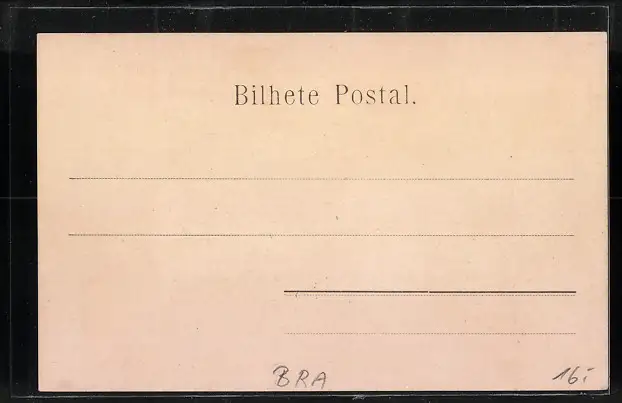 Bilhete Postal.
BRA 16.-